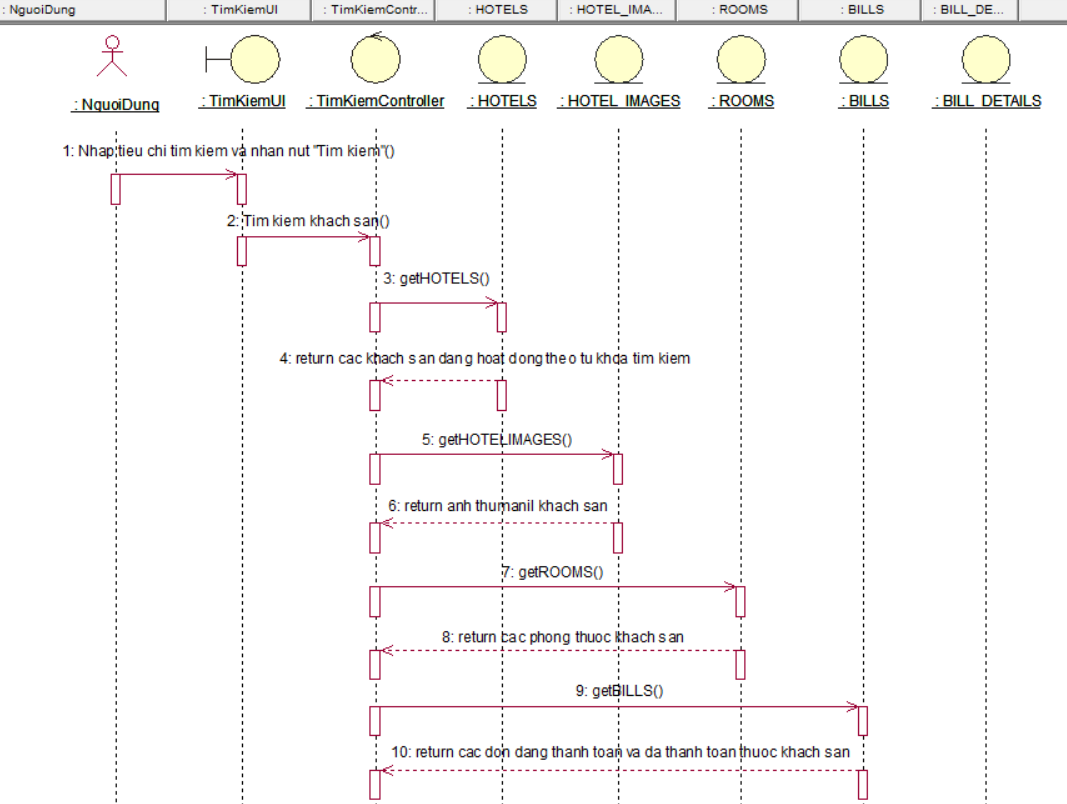 : NguoiDung
: TimKiemUI
: TimKiemContr...
: HOTELS
: HOTEL_IMA...
: ROOMS
: BILLS
: BILL_DE...
: NguoiDung
: TimKiemUI
: TimKiemController
: HOTELS
: HOTEL_IMAGES
: ROOMS
: BILLS
: BILL_DETAILS
1: Nhap tieu chi tim kiem va nhan nut "Tim kiem"()
2: Tim kiem khach san()
3: getHOTELS()
4: return cac khach san dang hoat dong theo tu khoa tim kiem
5: getHOTELIMAGES()
6: return anh thumanil khach san
7: getROOMS()
8: return cac phong thuoc khach san
9: getBILLS()
10: return cac don dang thanh toan va da thanh toan thuoc khach san